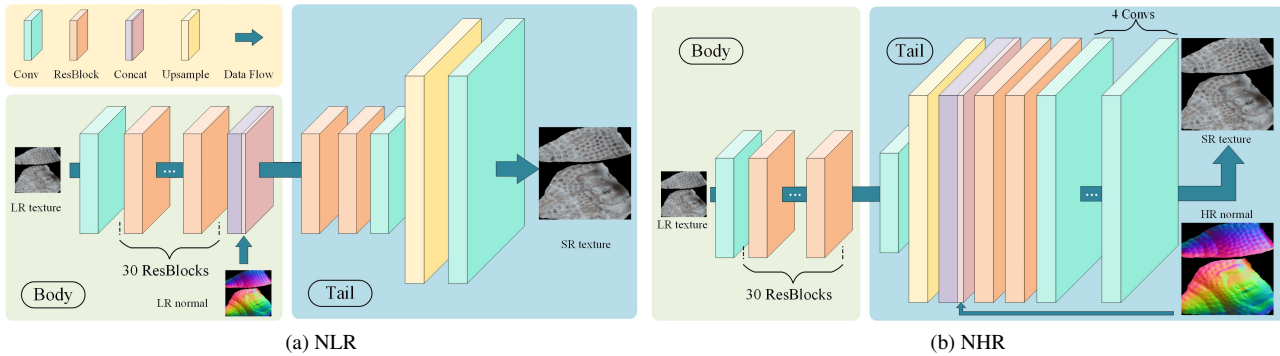 Conv ResBlock Concat Upsample Data Flow
LR texture
...
30 ResBlocks
Body
LR normal
Tail
SR texture
(a) NLR
Body
LR texture
...
30 ResBlocks
Tail
4 Convs
...
SR texture
HR normal
(b) NHR